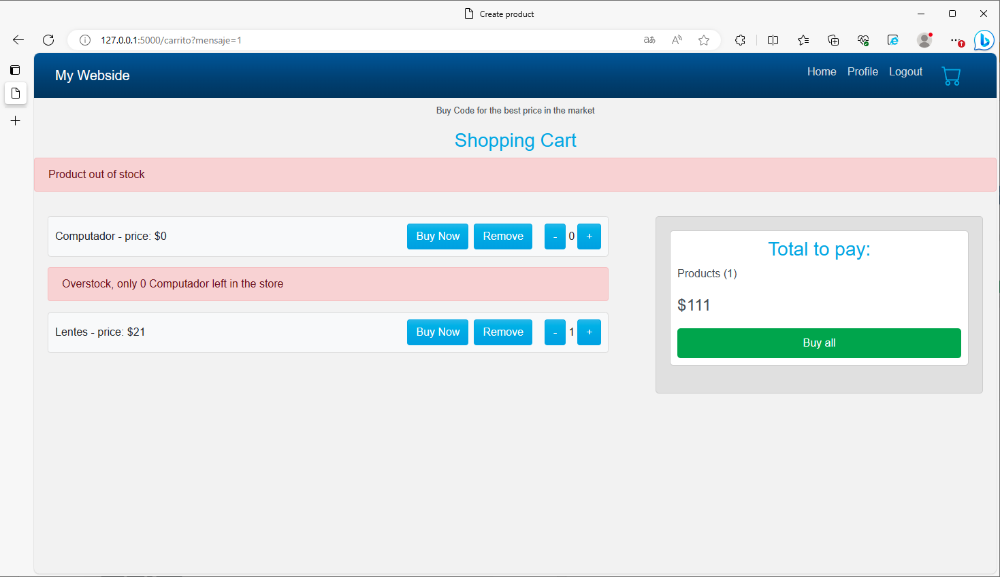 Create product
127.0.0.1:5000/carrito?mensaje=1
aあ
My Webside
Home Profile Logout
Buy Code for the best price in the market
Shopping Cart
Product out of stock
Computador - price: $0 Buy Now Remove - 0 +
Overstock, only 0 Computador left in the store
Lentes - price: $21 Buy Now Remove - 1 +
Total to pay:
Products (1)
$111
Buy all